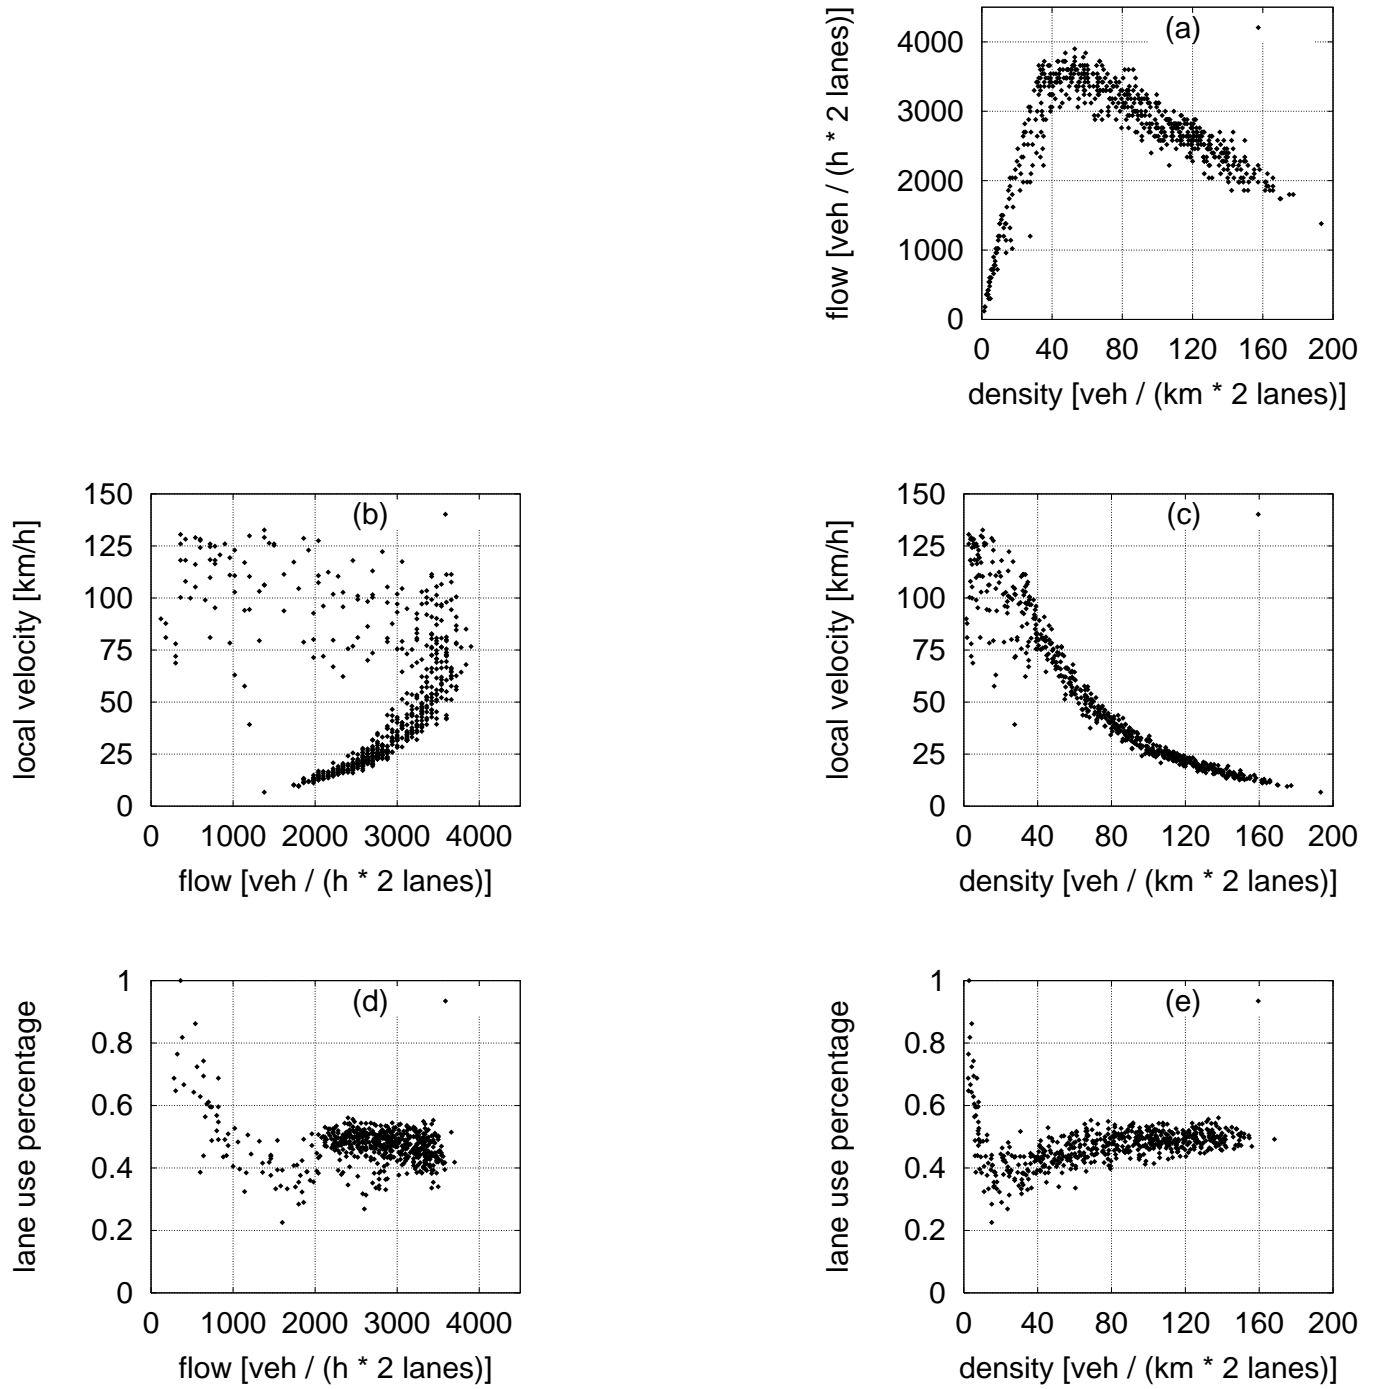 (a)
flow [veh / (h * 2 lanes)]
4000
3000
2000
1000
0
0 40 80 120 160 200
density [veh / (km * 2 lanes)]
(b)
local velocity [km/h]
150
125
100
75
50
25
0
0 1000 2000 3000 4000
flow [veh / (h * 2 lanes)]
(c)
local velocity [km/h]
150
125
100
75
50
25
0
0 40 80 120 160 200
density [veh / (km * 2 lanes)]
(d)
lane use percentage
1
0.8
0.6
0.4
0.2
0
0 1000 2000 3000 4000
flow [veh / (h * 2 lanes)]
(e)
lane use percentage
1
0.8
0.6
0.4
0.2
0
0 40 80 120 160 200
density [veh / (km * 2 lanes)]